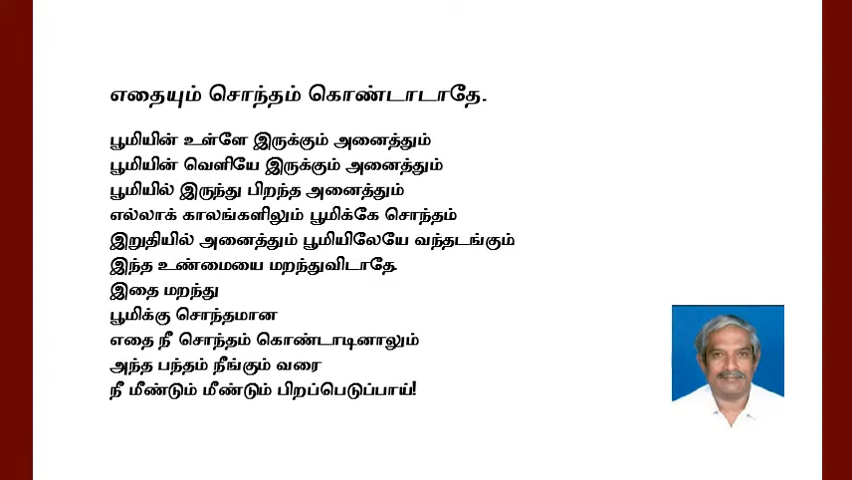 எதையும் சொந்தம் கொண்டாடாதே.
பூமியின் உள்ளே இருக்கும் அனைத்தும்
பூமியின் வெளியே இருக்கும் அனைத்தும்
பூமியில் இருந்து பிறந்த அனைத்தும்
எல்லாக் காலங்களிலும் பூமிக்கே சொந்தம்
இறுதியில் அனைத்தும் பூமியிலேயே வந்தடங்கும்
இந்த உண்மையை மறந்துவிடாதே.
இதை மறந்து
பூமிக்கு சொந்தமான
எதை நீ சொந்தம் கொண்டாடினாலும்
அந்த பந்தம் நீங்கும் வரை
நீ மீண்டும் மீண்டும் பிறப்பெடுப்பாய்!